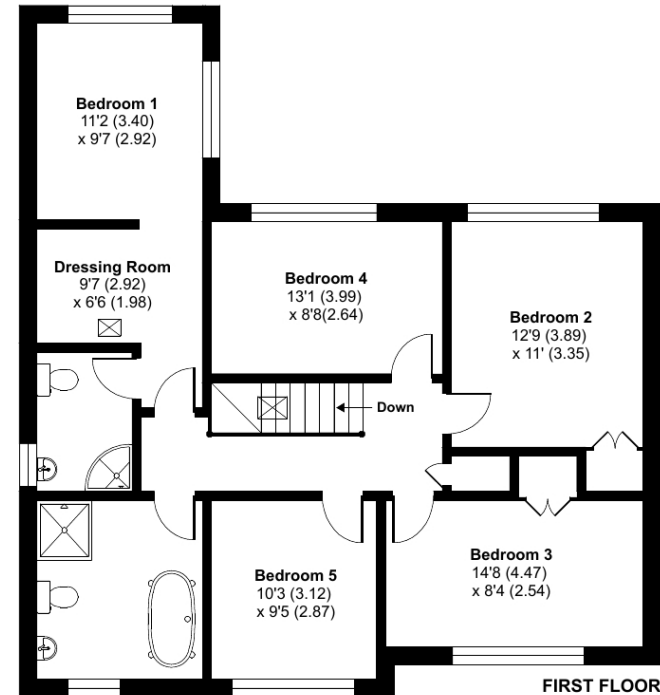 Bedroom 1
11'2 (3.40)
x 9'7 (2.92)
Dressing Room
9'7 (2.92)
x 6'6 (1.98)
Bedroom 4
13'1 (3.99)
x 8'8(2.64)
Bedroom 2
12'9 (3.89)
x 11' (3.35)
Down
Bedroom 5
10'3 (3.12)
x 9'5 (2.87)
Bedroom 3
14'8 (4.47)
x 8'4 (2.54)
FIRST FLOOR